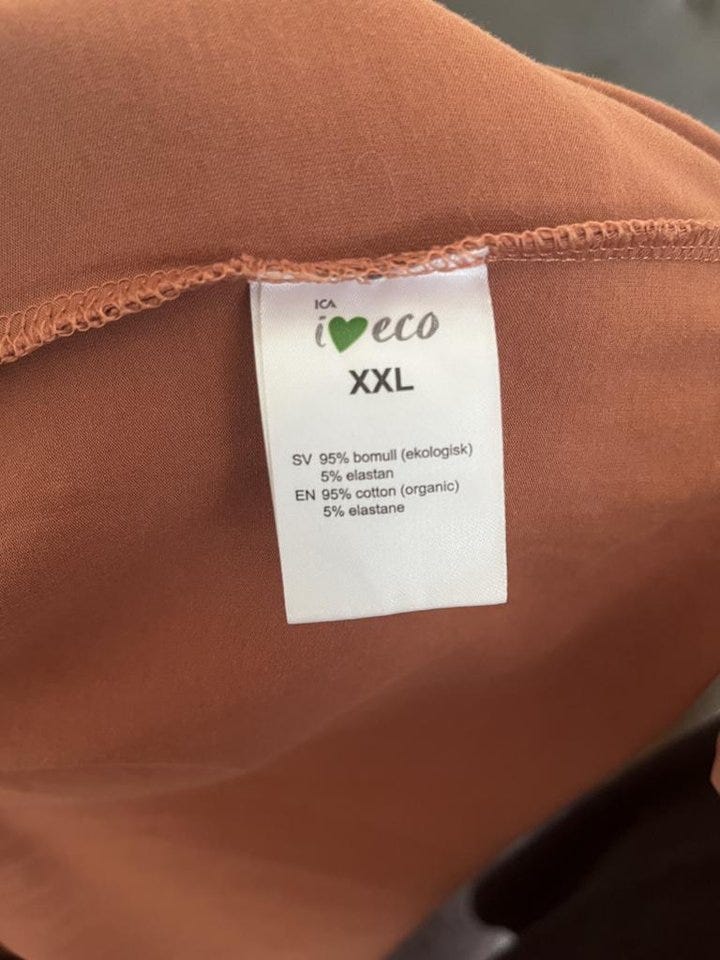 ICA
i♥eco
XXL
SV 95% bomull (ekologisk)
5% elastan
EN 95% cotton (organic)
5% elastane